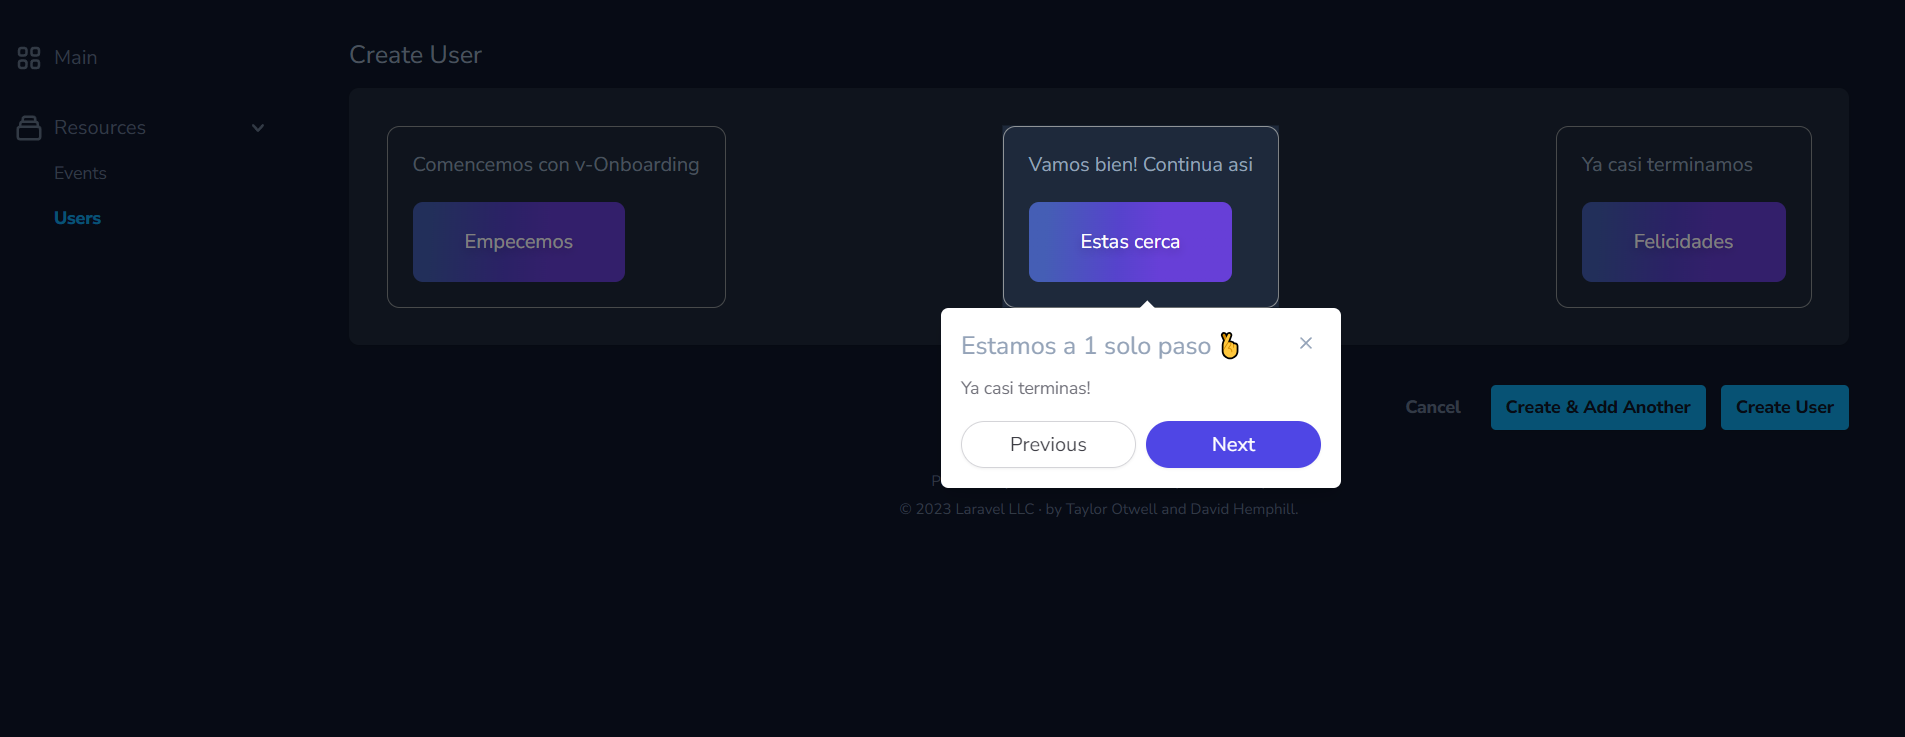 Main
Resources
Events
Users
Create User
Comencemos con v-Onboarding
Empecemos
Vamos bien! Continua asi
Estas cerca
Ya casi terminamos
Felicidades
Estamos a 1 solo paso 🫰
Ya casi terminas!
Previous
Next
Cancel
Create & Add Another
Create User
© 2023 Laravel LLC · by Taylor Otwell and David Hemphill.